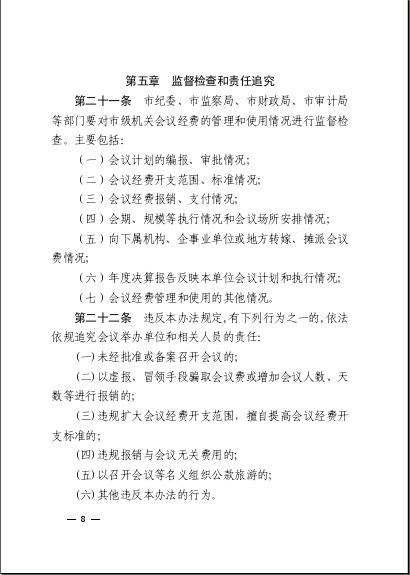 第五章　监督检查和责任追究
第二十一条　市纪委、市监察局、市财政局、市审计局
等部门要对市级机关会议经费的管理和使用情况进行监督检
查。主要包括:
(一)会议计划的编报、审批情况;
(二)会议经费开支范围、标准情况;
(三)会议经费报销、支付情况;
(四)会期、规模等执行情况和会议场所安排情况;
(五)向下属机构、企事业单位或地方转嫁、摊派会议
费情况;
(六)年度决算报告反映本单位会议计划和执行情况;
(七)会议经费管理和使用的其他情况。
第二十二条　违反本办法规定,有下列行为之一的,依法
依规追究会议举办单位和相关人员的责任:
(一)未经批准或备案召开会议的;
(二)以虚报、冒领手段骗取会议费或增加会议人数、天
数等进行报销的;
(三)违规扩大会议经费开支范围，擅自提高会议经费开
支标准的;
(四)违规报销与会议无关费用的;
(五)以召开会议等名义组织公款旅游的;
(六)其他违反本办法的行为。
— 8 —